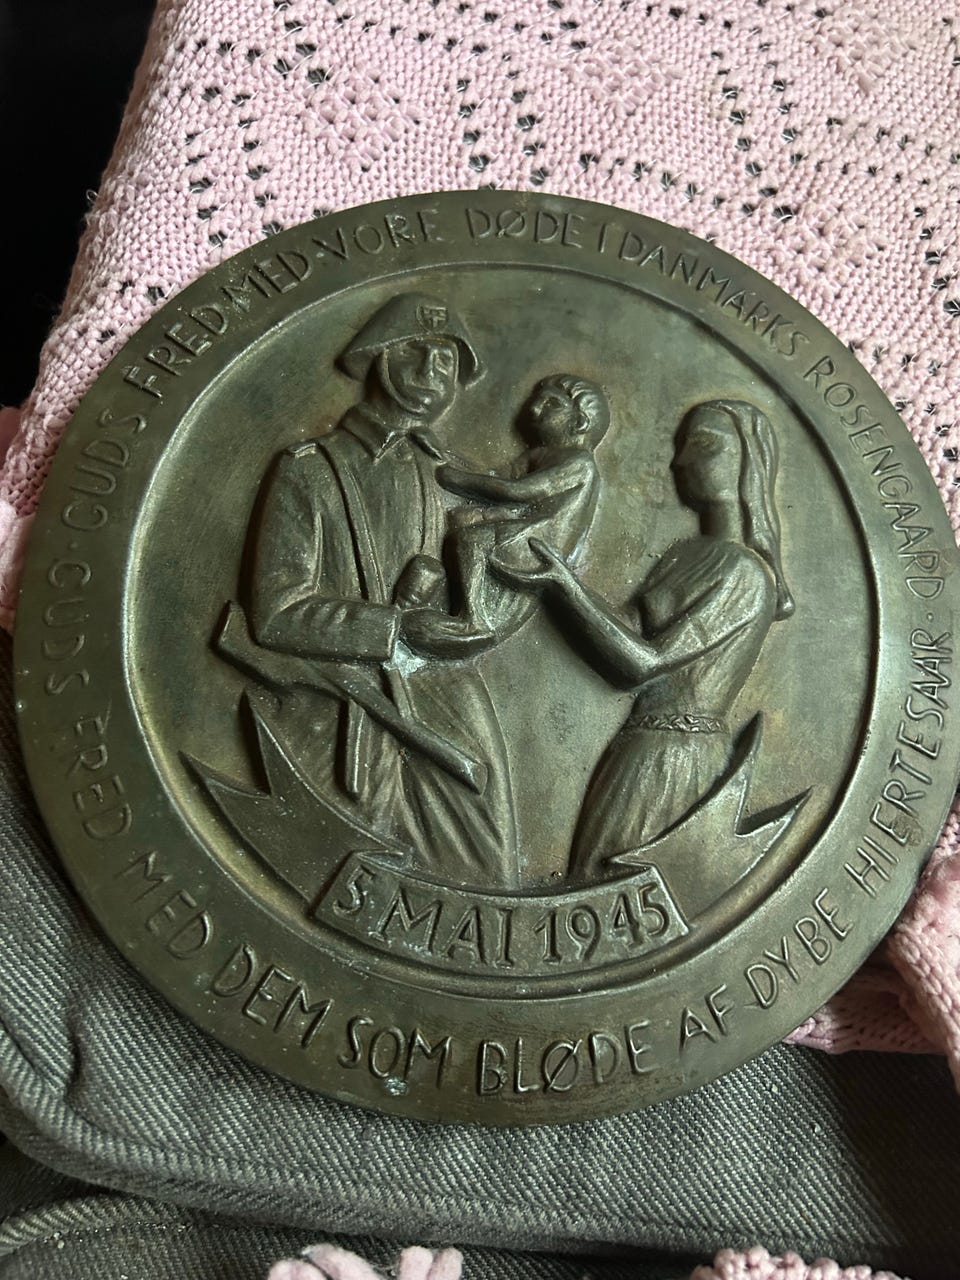 GUDS FRED MED VORE DØDE I DANMARKS ROSENGAARD ·
GUDS FRED MED DEM SOM BLØDE AF DYBE HIERTESAAR ·
5 MAI 1945